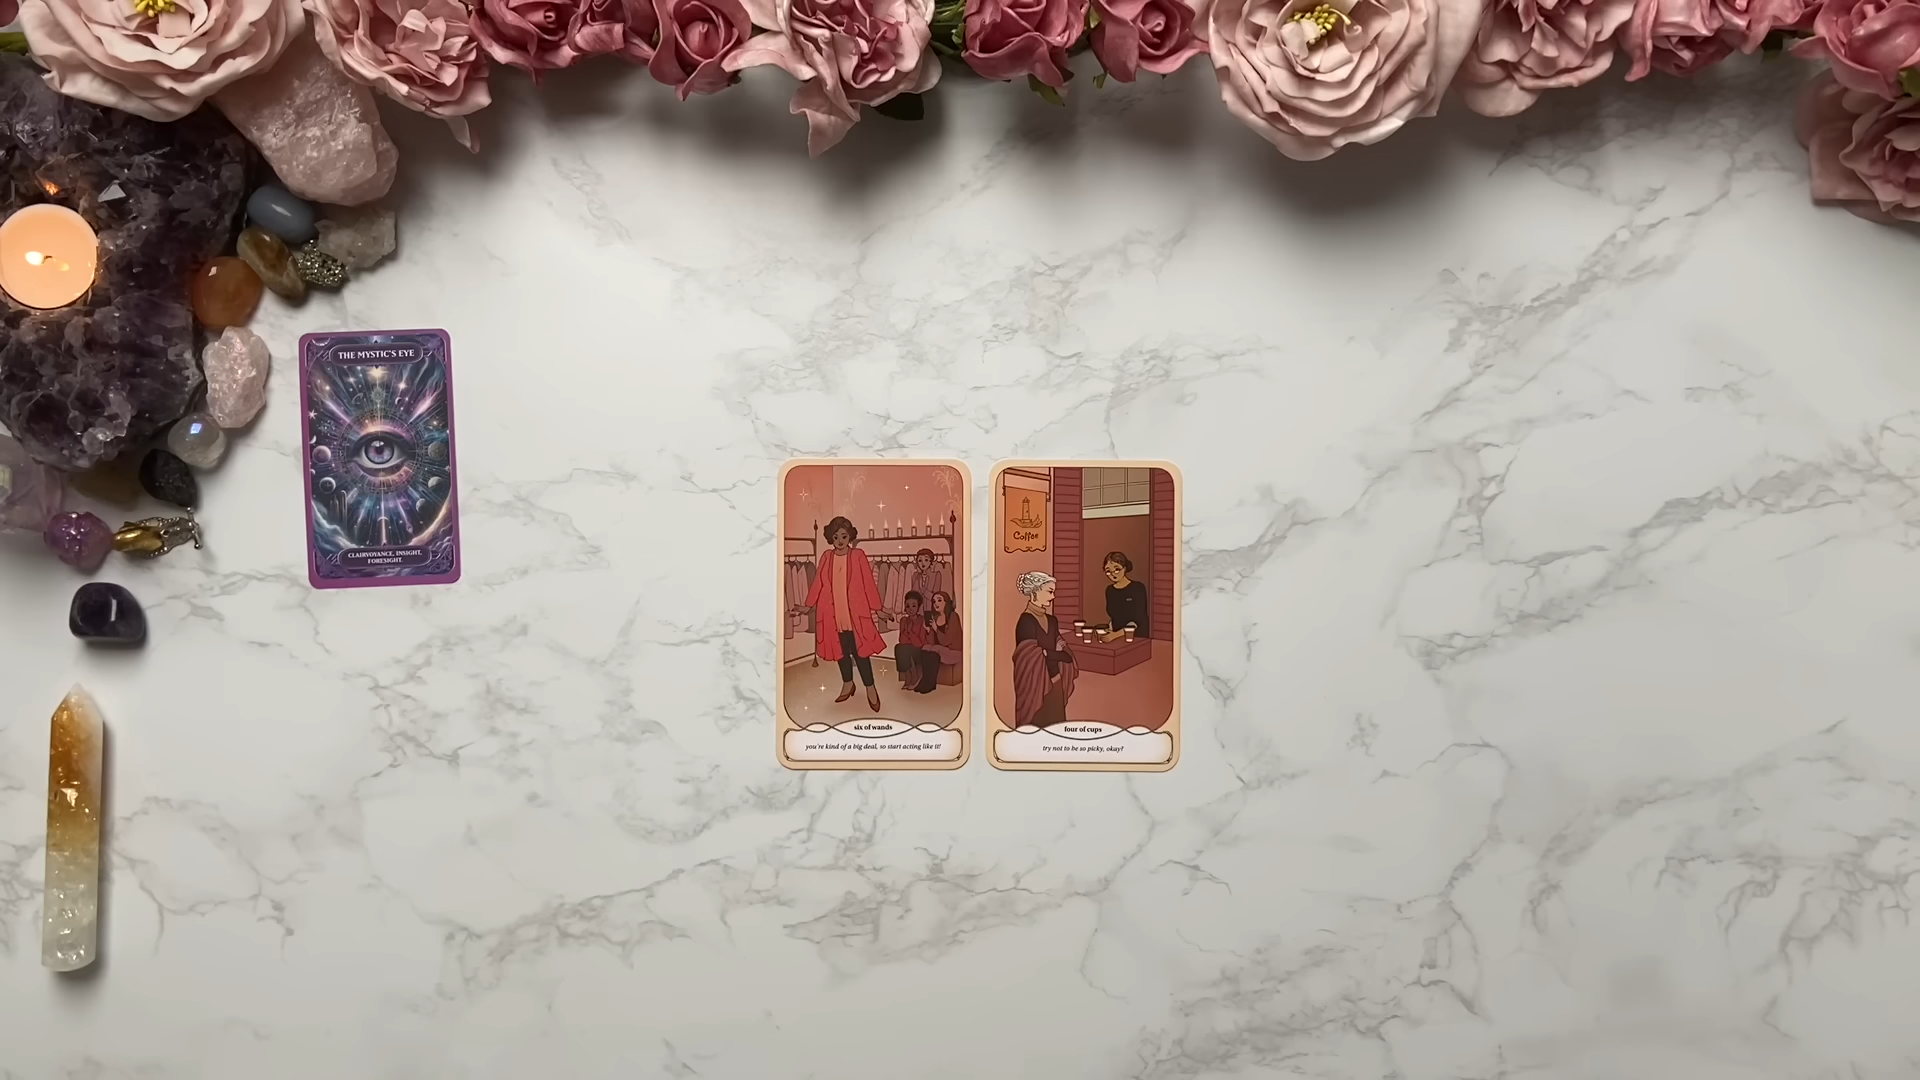 THE MYSTIC'S EYE
CLAIRVOYANCE, INSIGHT,
FORESIGHT.
six of wands
you're kind of a big deal, so start acting like it!
Coffee
four of cups
try not to be so picky, okay?